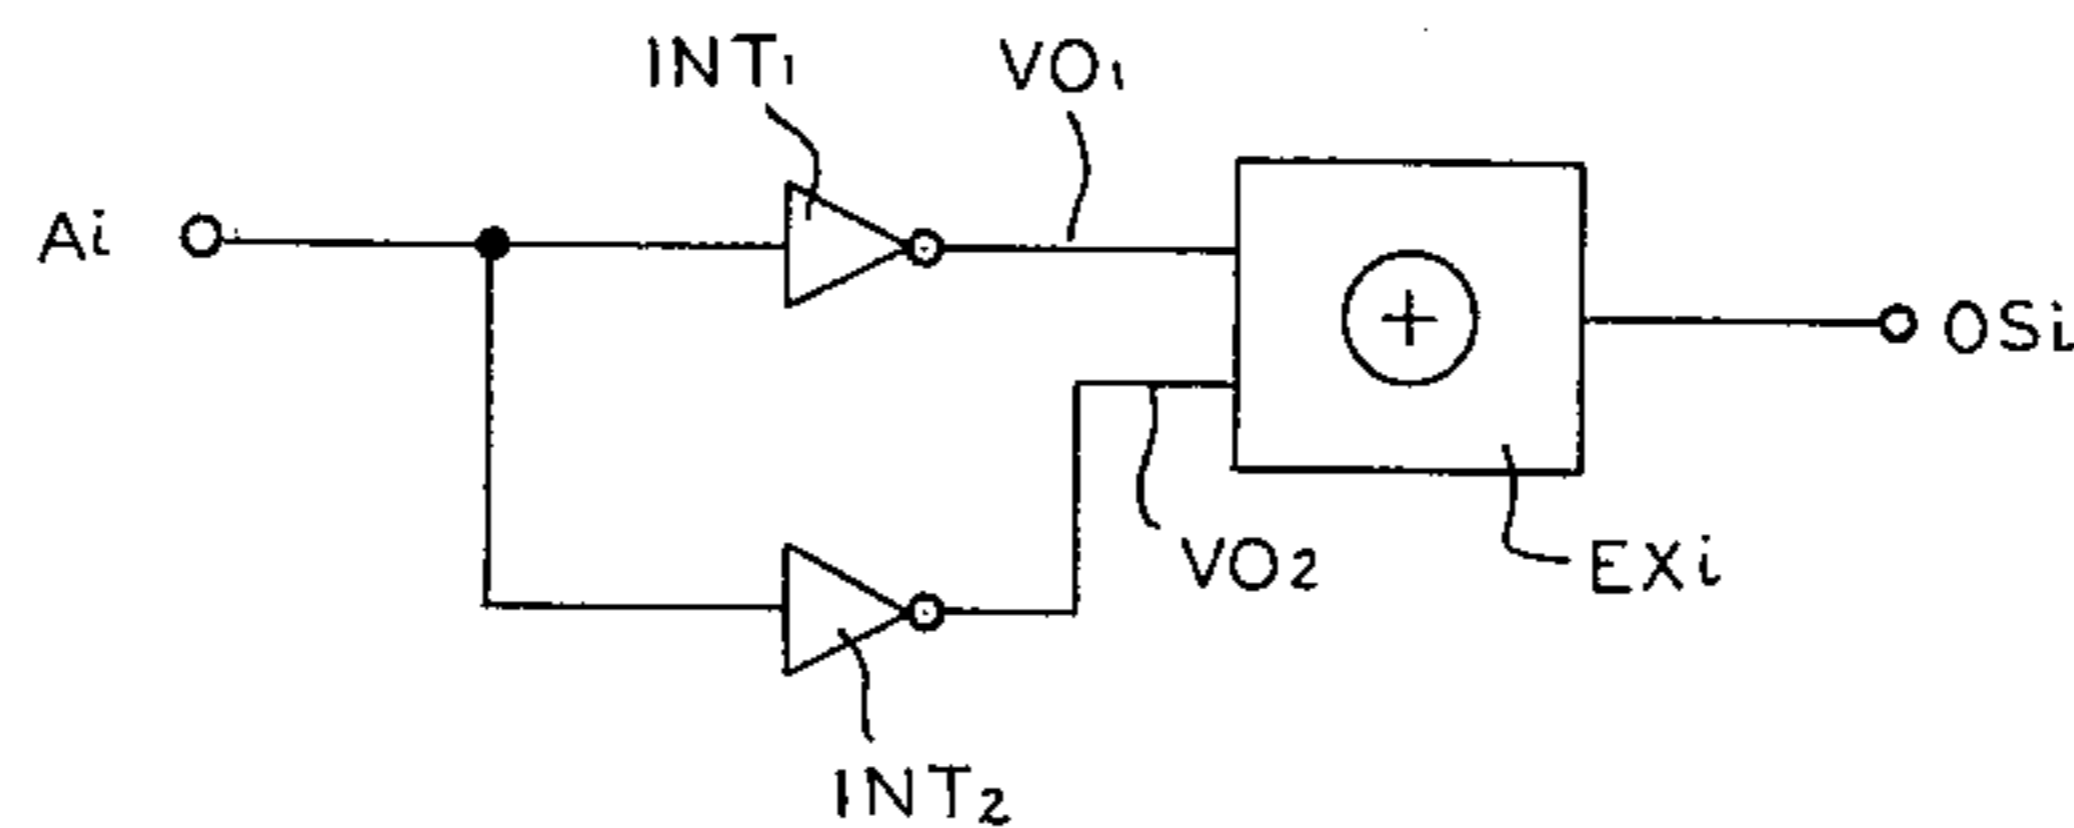 INT1
VO1
Ai
+
OSi
VO2
EXi
INT2